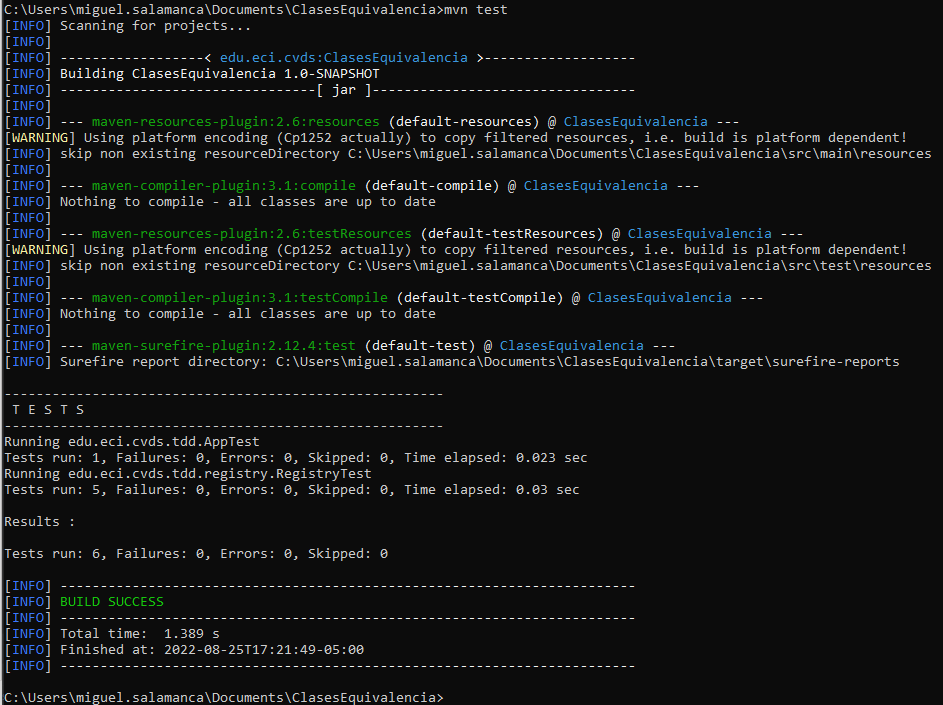 C:\Users\miguel.salamanca\Documents\ClasesEquivalencia>mvn test
[INFO] Scanning for projects...
[INFO]
[INFO] ------------------< edu.eci.cvds:ClasesEquivalencia >-------------------
[INFO] Building ClasesEquivalencia 1.0-SNAPSHOT
[INFO] --------------------------------[ jar ]---------------------------------
[INFO]
[INFO] --- maven-resources-plugin:2.6:resources (default-resources) @ ClasesEquivalencia ---
[WARNING] Using platform encoding (Cp1252 actually) to copy filtered resources, i.e. build is platform dependent!
[INFO] skip non existing resourceDirectory C:\Users\miguel.salamanca\Documents\ClasesEquivalencia\src\main\resources
[INFO]
[INFO] --- maven-compiler-plugin:3.1:compile (default-compile) @ ClasesEquivalencia ---
[INFO] Nothing to compile - all classes are up to date
[INFO]
[INFO] --- maven-resources-plugin:2.6:testResources (default-testResources) @ ClasesEquivalencia ---
[WARNING] Using platform encoding (Cp1252 actually) to copy filtered resources, i.e. build is platform dependent!
[INFO] skip non existing resourceDirectory C:\Users\miguel.salamanca\Documents\ClasesEquivalencia\src\test\resources
[INFO]
[INFO] --- maven-compiler-plugin:3.1:testCompile (default-testCompile) @ ClasesEquivalencia ---
[INFO] Nothing to compile - all classes are up to date
[INFO]
[INFO] --- maven-surefire-plugin:2.12.4:test (default-test) @ ClasesEquivalencia ---
[INFO] Surefire report directory: C:\Users\miguel.salamanca\Documents\ClasesEquivalencia\target\surefire-reports
-------------------------------------------------------
T E S T S
-------------------------------------------------------
Running edu.eci.cvds.tdd.AppTest
Tests run: 1, Failures: 0, Errors: 0, Skipped: 0, Time elapsed: 0.023 sec
Running edu.eci.cvds.tdd.registry.RegistryTest
Tests run: 5, Failures: 0, Errors: 0, Skipped: 0, Time elapsed: 0.03 sec
Results :
Tests run: 6, Failures: 0, Errors: 0, Skipped: 0
[INFO] ------------------------------------------------------------------------
[INFO] BUILD SUCCESS
[INFO] ------------------------------------------------------------------------
[INFO] Total time:  1.389 s
[INFO] Finished at: 2022-08-25T17:21:49-05:00
[INFO] ------------------------------------------------------------------------
C:\Users\miguel.salamanca\Documents\ClasesEquivalencia>